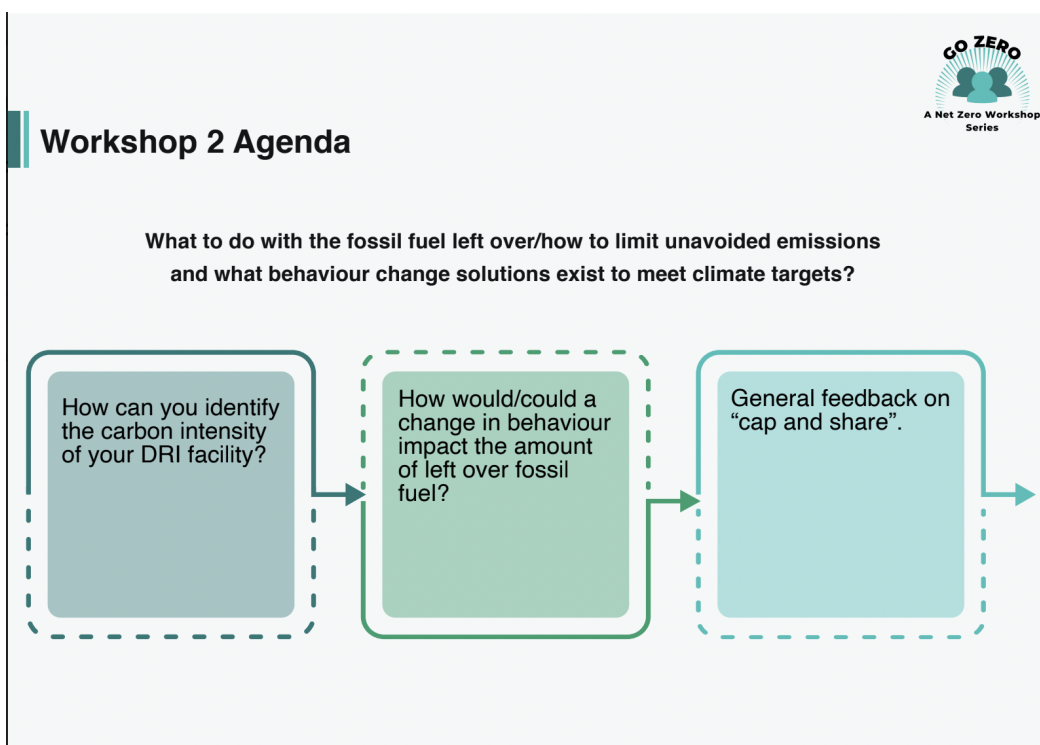 GO ZERO
A Net Zero Workshop
Series
Workshop 2 Agenda
What to do with the fossil fuel left over/how to limit unavoided emissions
and what behaviour change solutions exist to meet climate targets?
How can you identify
the carbon intensity
of your DRI facility?
How would/could a
change in behaviour
impact the amount
of left over fossil
fuel?
General feedback on
“cap and share”.